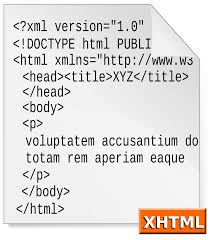 <?xml version="1.0"
<!DOCTYPE html PUBLI
<html xmlns="http://www.w3
<head><title>XYZ</title>
</head>
<body>
<p>
voluptatem accusantium do
totam rem aperiam eaque
</p>
</body>
</html>
XHTML